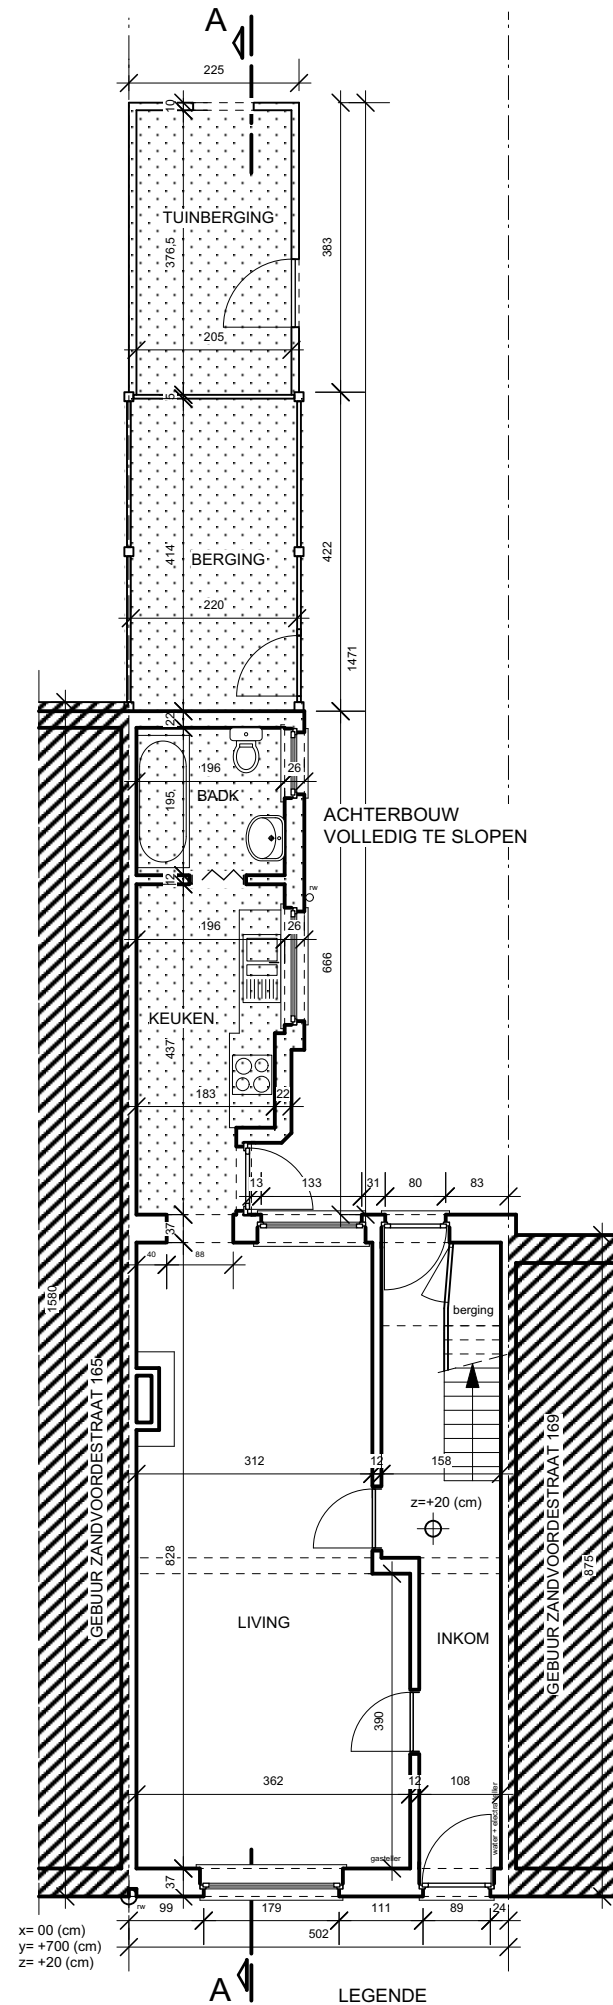 A
225
10
TUINBERGING
376,5
383
205
5
BERGING
414
422
220
1471
22
196
26
195
BADK
ACHTERBOUW
VOLLEDIG TE SLOPEN
12
rw
196
26
666
KEUKEN
437
183
22
13
133
31
80
83
37
40
88
1580
berging
GEBUUR ZANDVOORDESTRAAT 165
GEBUUR ZANDVOORDESTRAAT 169
312
12
158
z=+20 (cm)
828
875
LIVING
INKOM
390
362
12
108
water + electra teller
gasteller
37
rw
99
179
111
89
24
502
x= 00 (cm)
y= +700 (cm)
z= +20 (cm)
A
LEGENDE